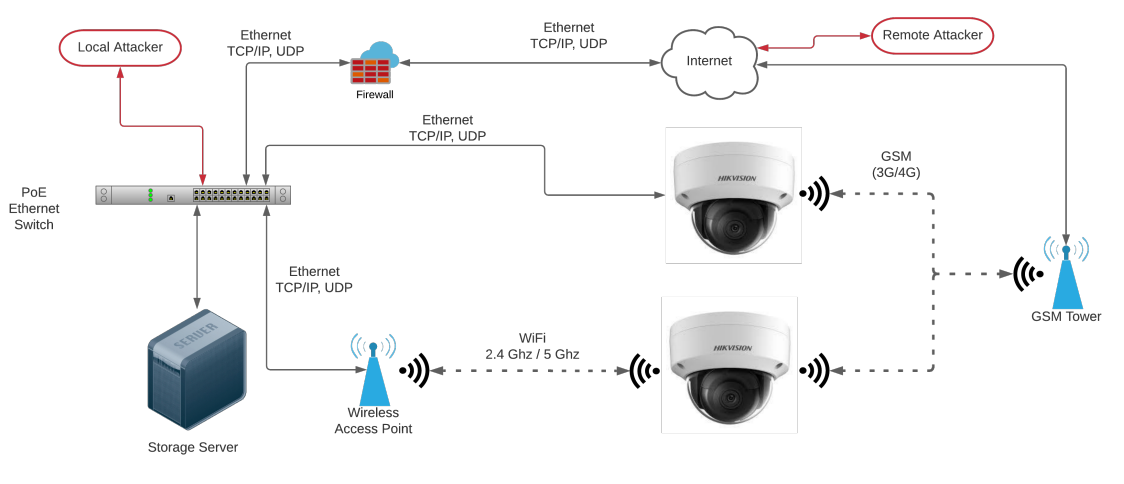 Local Attacker
Ethernet
TCP/IP, UDP
Firewall
Ethernet
TCP/IP, UDP
Internet
Remote Attacker
Ethernet
TCP/IP, UDP
PoE
Ethernet
Switch
HIKVISION
GSM
(3G/4G)
Ethernet
TCP/IP, UDP
GSM Tower
SERVER
Storage Server
Wireless
Access Point
WiFi
2.4 Ghz / 5 Ghz
HIKVISION